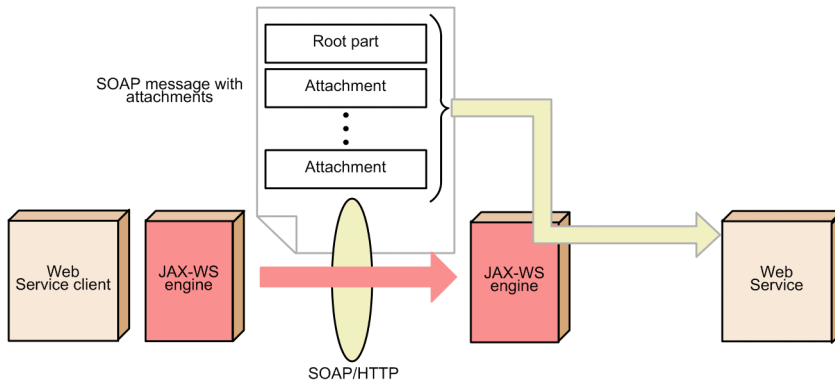 Root part
SOAP message with
attachments
Attachment
Attachment
Web
Service client
JAX-WS
engine
JAX-WS
engine
Web
Service
SOAP/HTTP